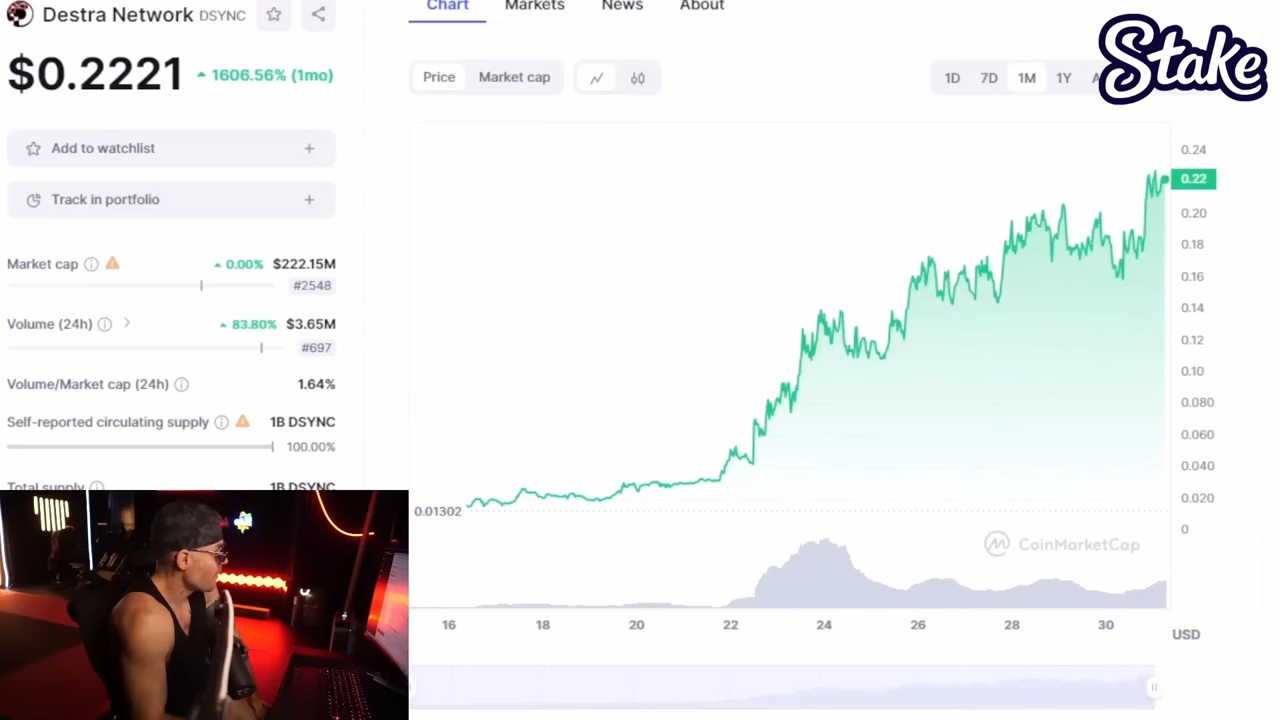 Destra Network DSYNC
$0.2221 1606.56% (1mo)
Add to watchlist +
Track in portfolio +
Market cap 0.00% $222.15M
#2548
Volume (24h) 83.80% $3.65M
#697
Volume/Market cap (24h) 1.64%
Self-reported circulating supply 1B DSYNC
100.00%
Total supply 1B DSYNC
Chart Markets News About
Price Market cap 1D 7D 1M 1Y
Stake
0.24
0.22
0.20
0.18
0.16
0.14
0.12
0.10
0.080
0.060
0.040
0.020
0
0.01302
CoinMarketCap
16 18 20 22 24 26 28 30
USD